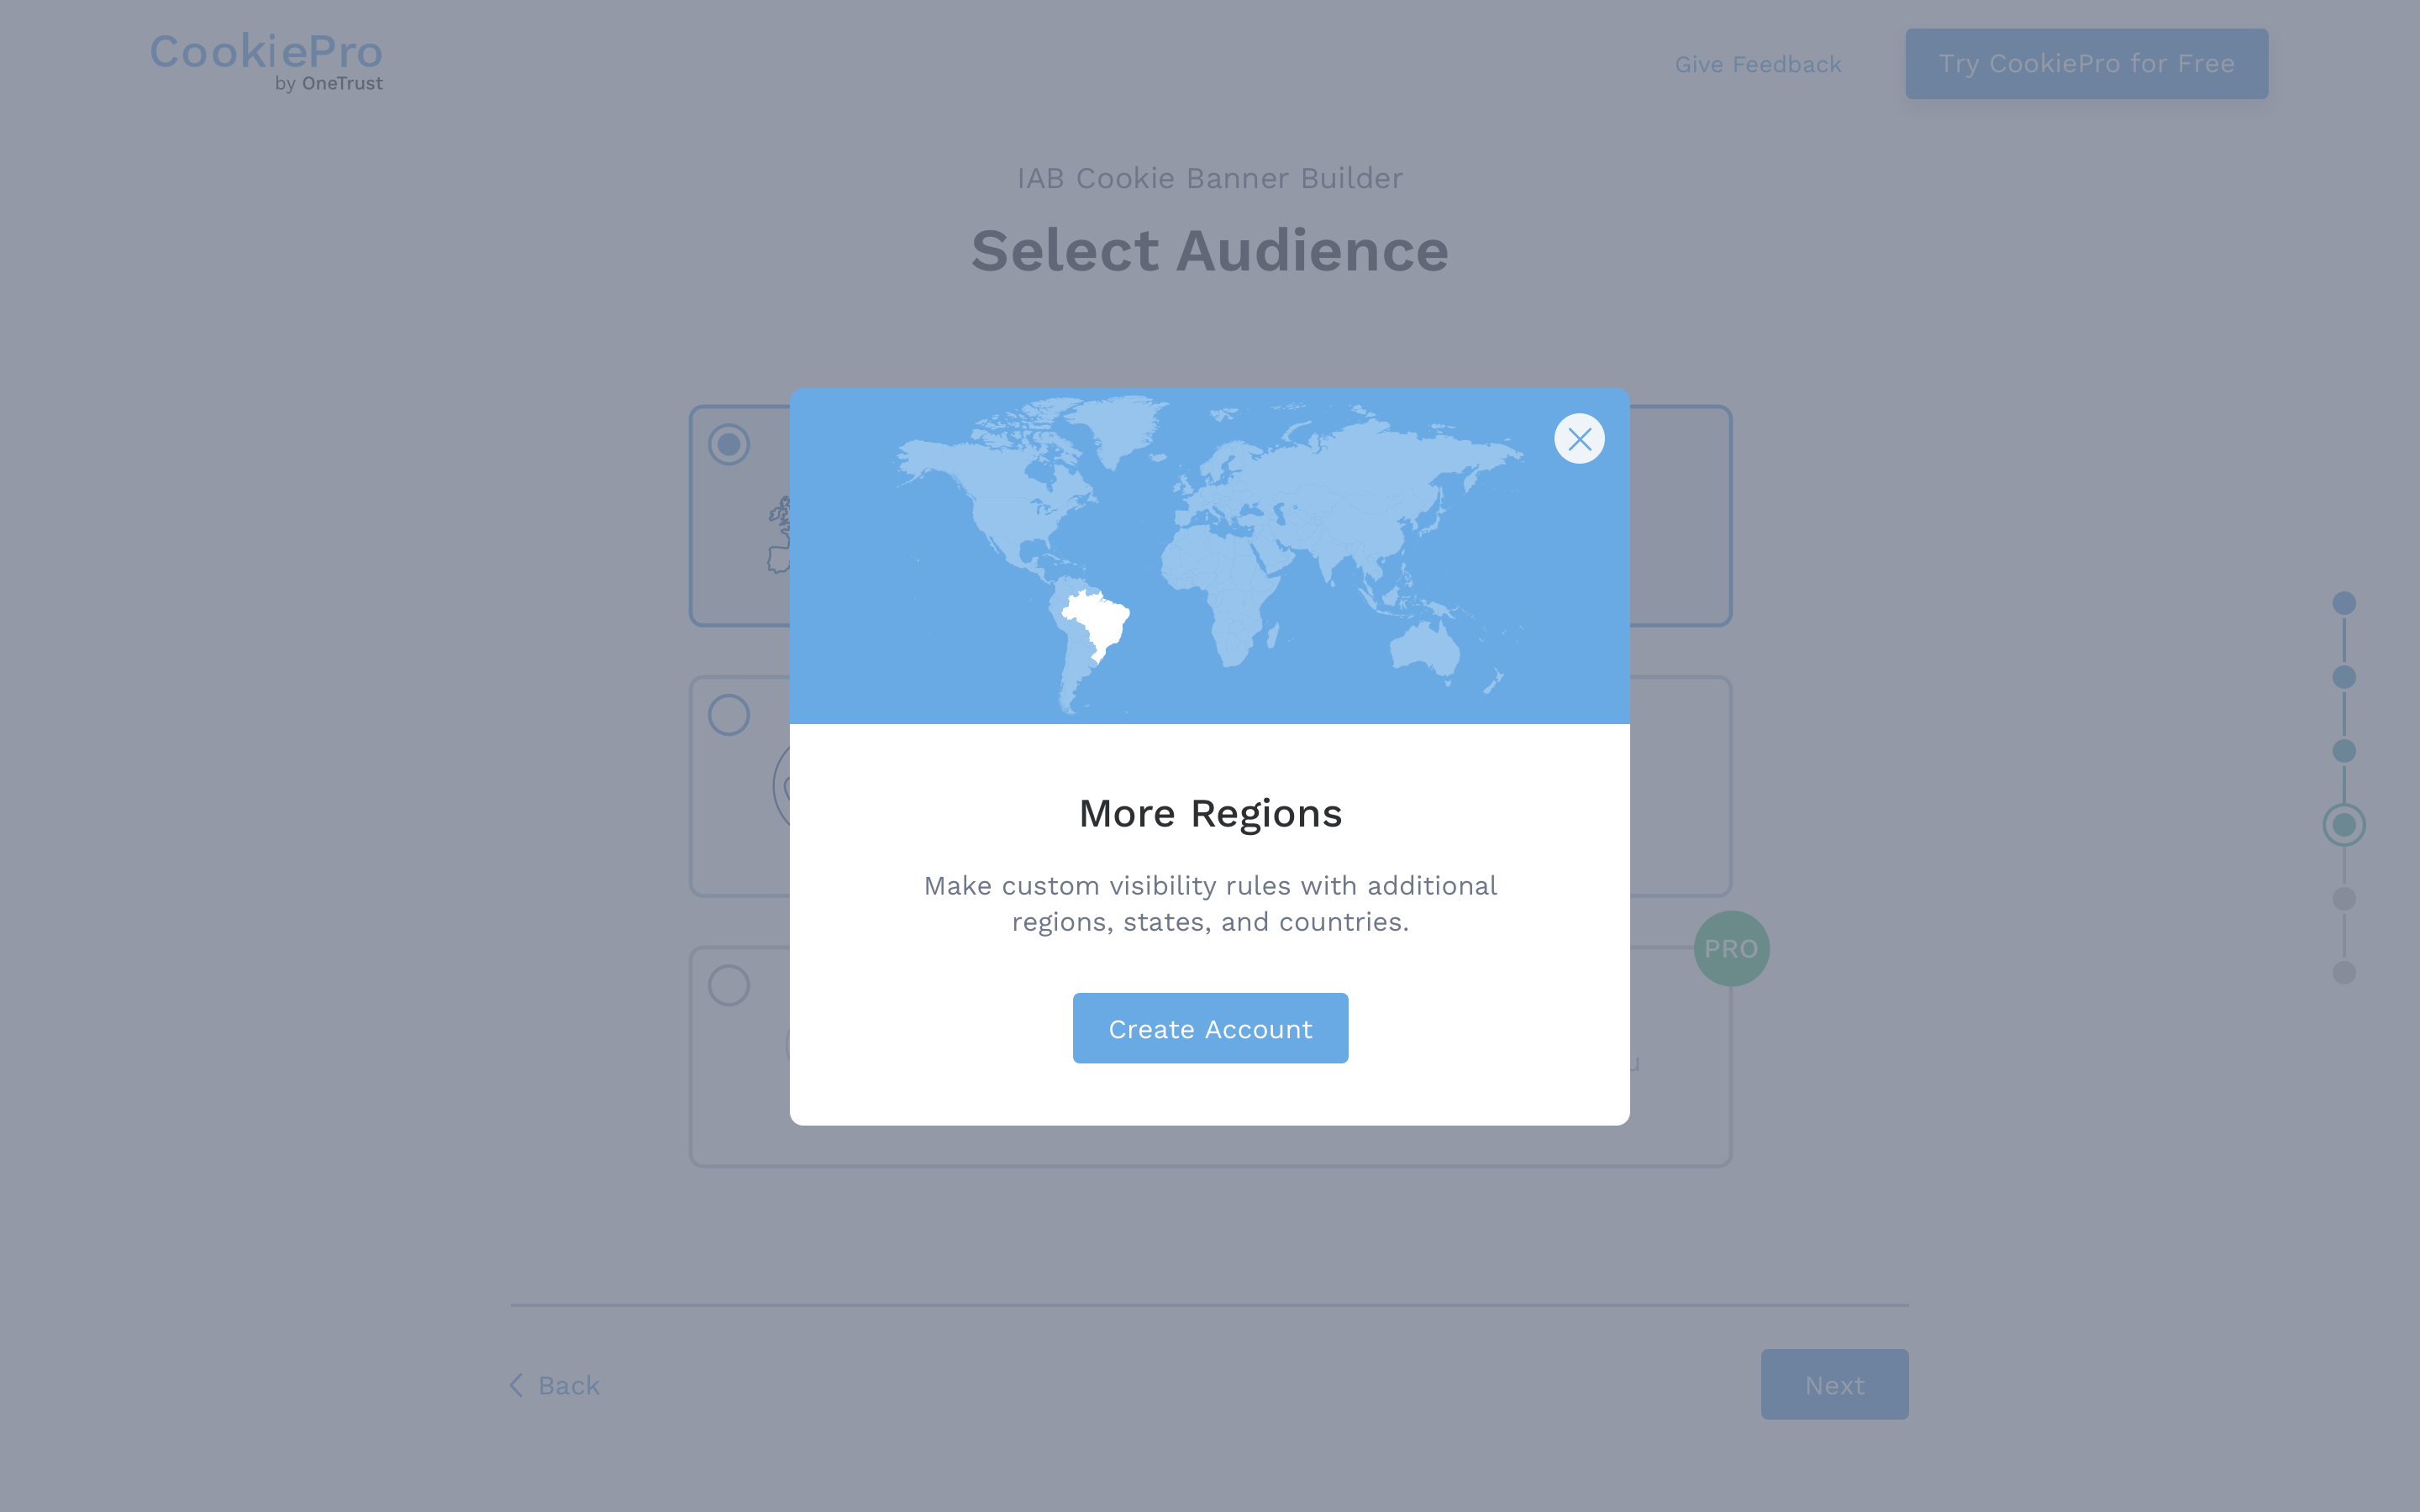 CookiePro
by OneTrust
Give Feedback
Try CookiePro for Free
IAB Cookie Banner Builder
Select Audience
More Regions
Make custom visibility rules with additional
regions, states, and countries.
PRO
Create Account
Back
Next